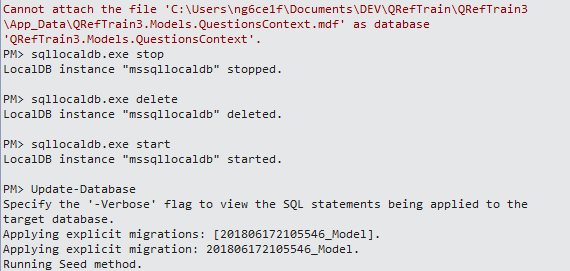 Cannot attach the file 'C:\Users\ng6ce1f\Documents\DEV\QRefTrain\QRefTrain3
\App_Data\QRefTrain3.Models.QuestionsContext.mdf' as database
'QRefTrain3.Models.QuestionsContext'.
PM> sqllocaldb.exe stop
LocalDB instance "mssqllocaldb" stopped.
PM> sqllocaldb.exe delete
LocalDB instance "mssqllocaldb" deleted.
PM> sqllocaldb.exe start
LocalDB instance "mssqllocaldb" started.
PM> Update-Database
Specify the '-Verbose' flag to view the SQL statements being applied to the
target database.
Applying explicit migrations: [201806172105546_Model].
Applying explicit migration: 201806172105546_Model.
Running Seed method.